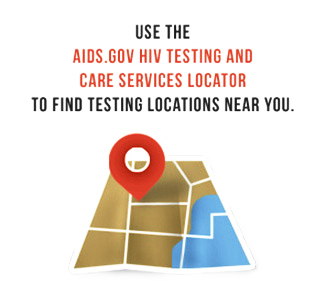 USE THE
AIDS.GOV HIV TESTING AND
CARE SERVICES LOCATOR
TO FIND TESTING LOCATIONS NEAR YOU.